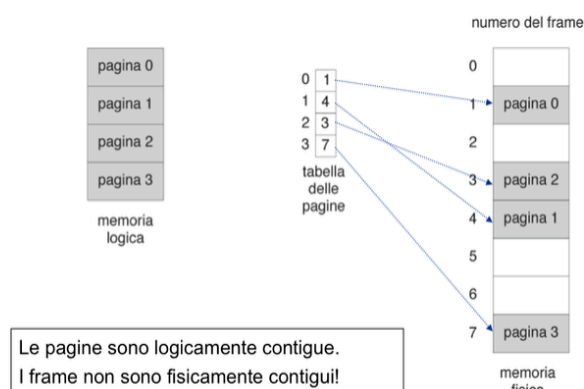 numero del frame
pagina 0
pagina 1
pagina 2
pagina 3
memoria
logica
0 1
1 4
2 3
3 7
tabella
delle
pagine
0
1 pagina 0
2
3 pagina 2
4 pagina 1
5
6
7 pagina 3
memoria
fisica
Le pagine sono logicamente contigue.
I frame non sono fisicamente contigui!